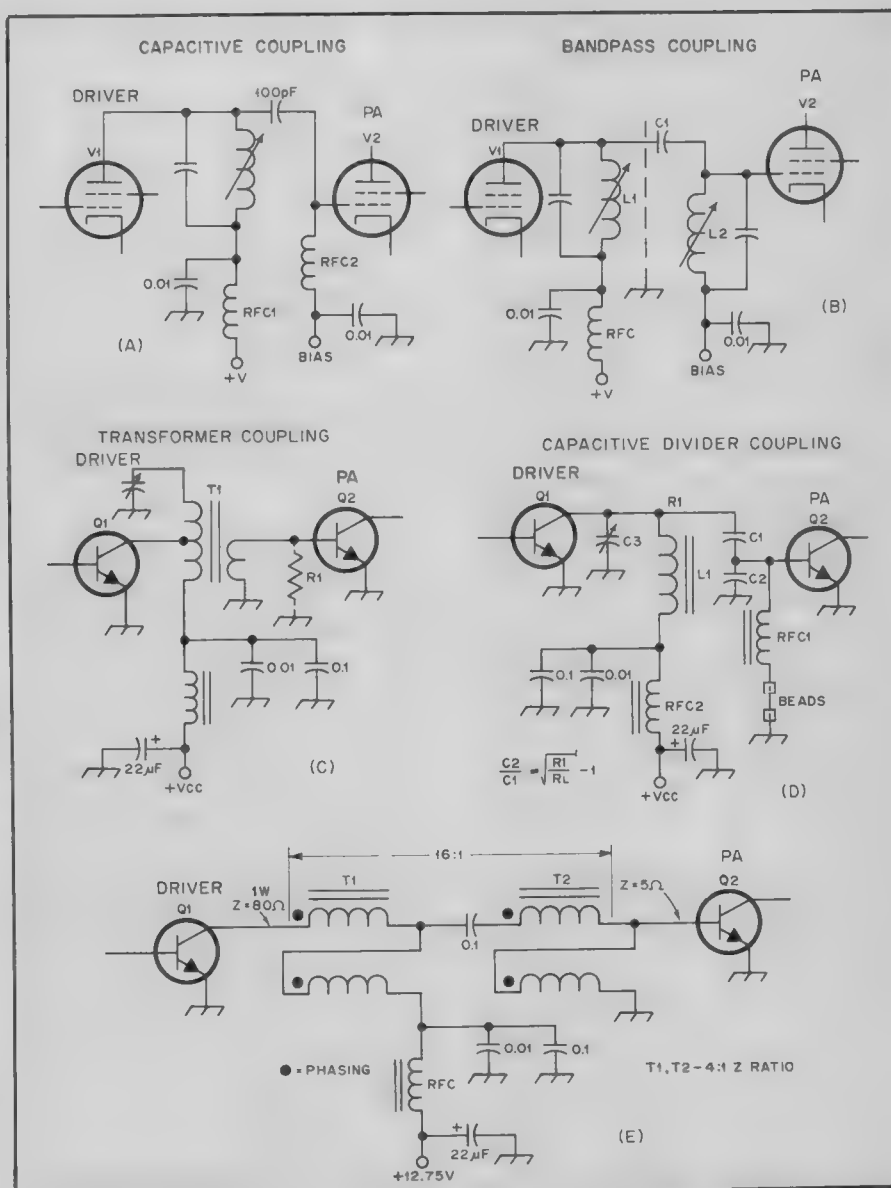 CAPACITIVE COUPLING
DRIVER
100pF
PA
V1
V2
0.01
RFC2
RFC1
0.01
(A)
+V
BIAS
BANDPASS COUPLING
PA
V2
DRIVER
C1
V1
L1
L2
0.01
RFC
0.01
(B)
+V
BIAS
TRANSFORMER COUPLING
DRIVER
T1
PA
Q1
Q2
R1
0.01
0.1
22µF
+
+VCC
(C)
CAPACITIVE DIVIDER COUPLING
DRIVER
Q1
R1
PA
Q2
C3
C1
C2
L1
RFC1
0.1
0.01
BEADS
RFC2
22µF
+
C2/C1 = √R1/RL - 1
+VCC
(D)
16:1
DRIVER
Q1
1W
Z=80Ω
T1
T2
Z=5Ω
PA
Q2
0.1
0.01
0.1
● = PHASING
RFC
T1, T2-4:1 Z RATIO
+
22µF
(E)
+12.75V